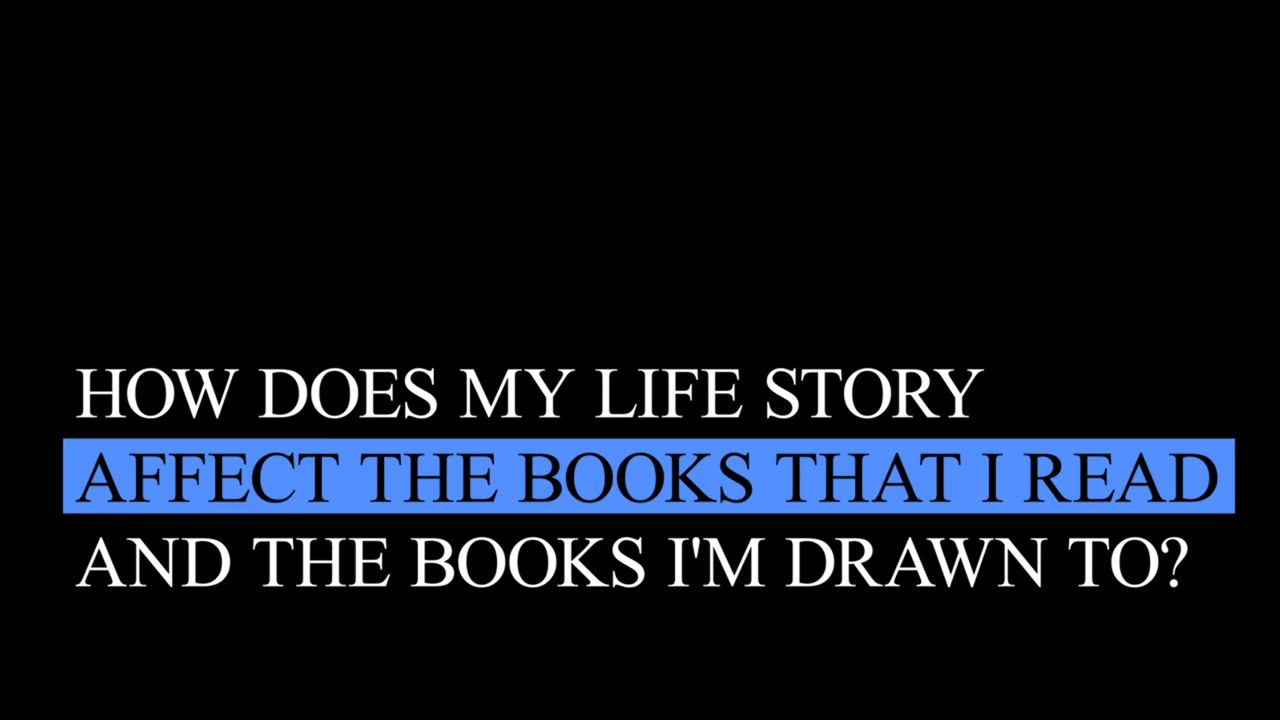 HOW DOES MY LIFE STORY
AFFECT THE BOOKS THAT I READ
AND THE BOOKS I'M DRAWN TO?